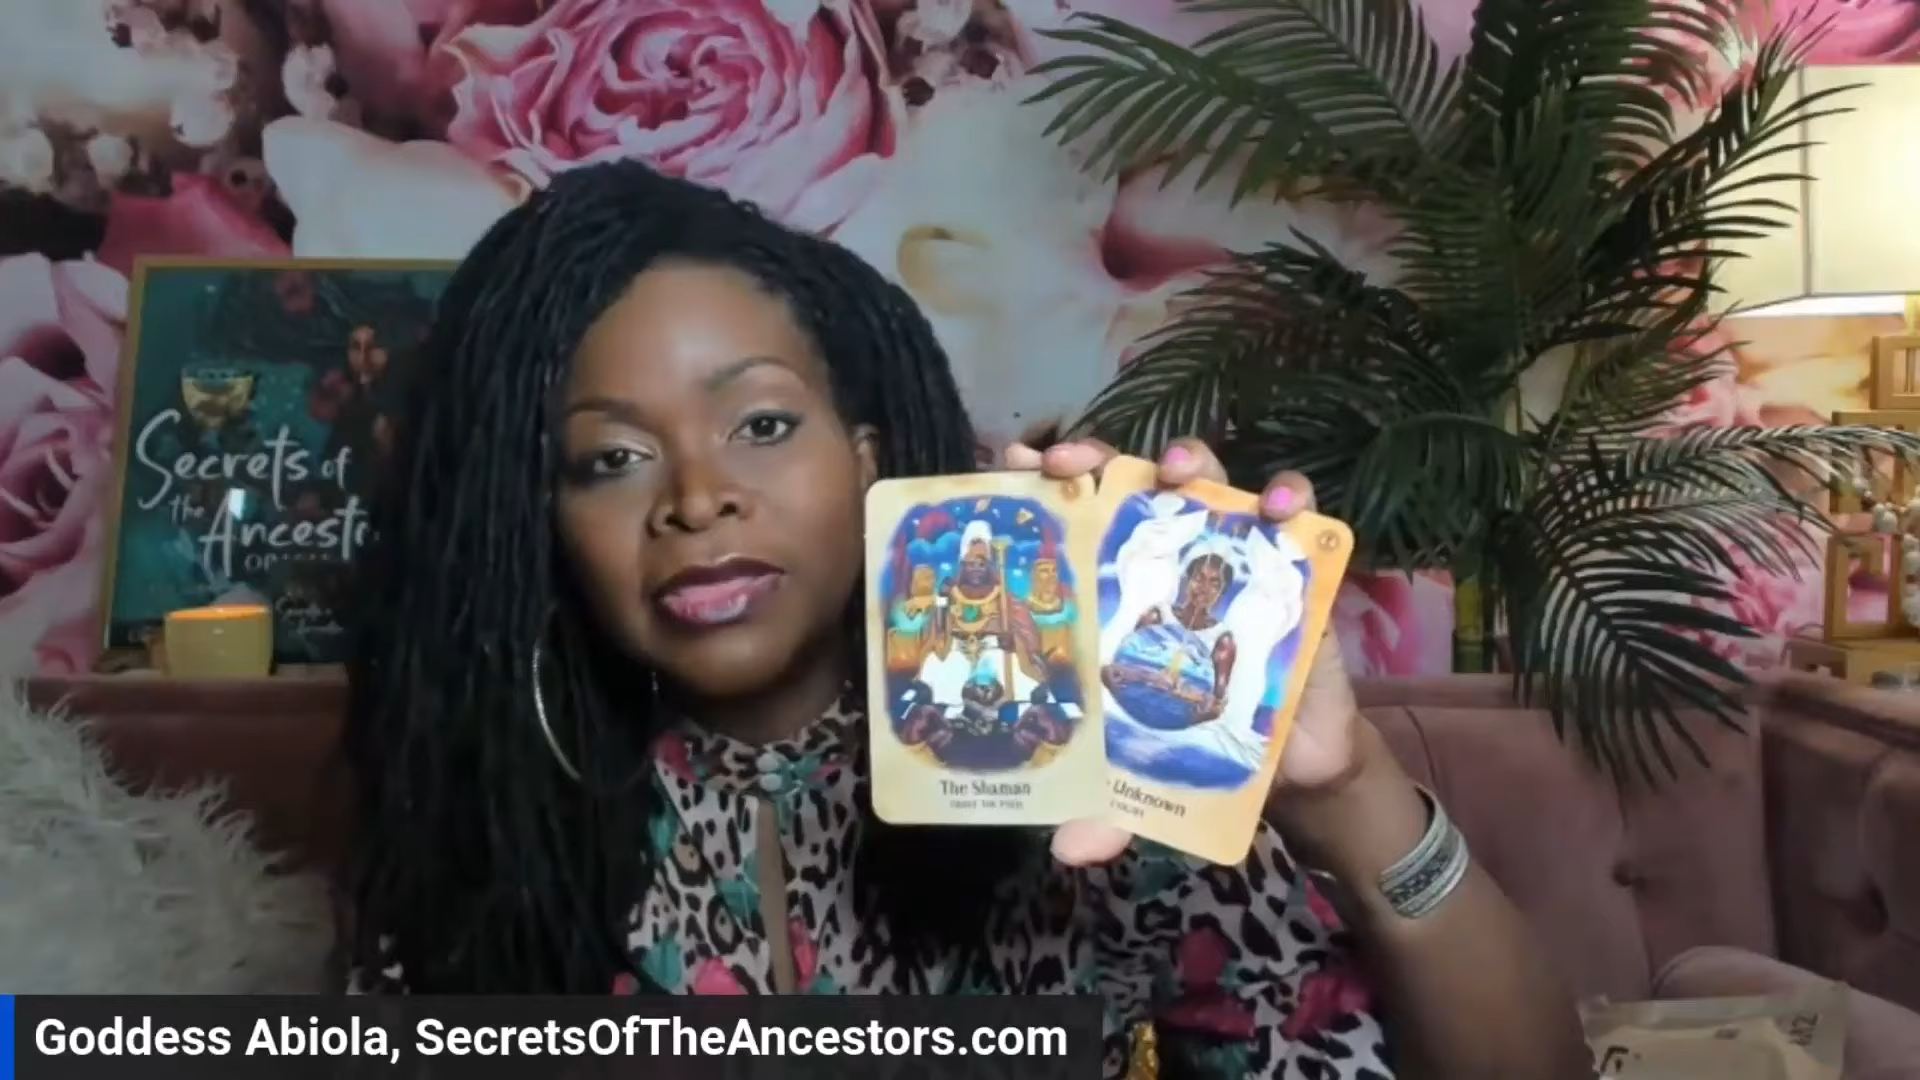 Secrets of
the Ancest
The Shaman
Unknown
Goddess Abiola, SecretsOfTheAncestors.com